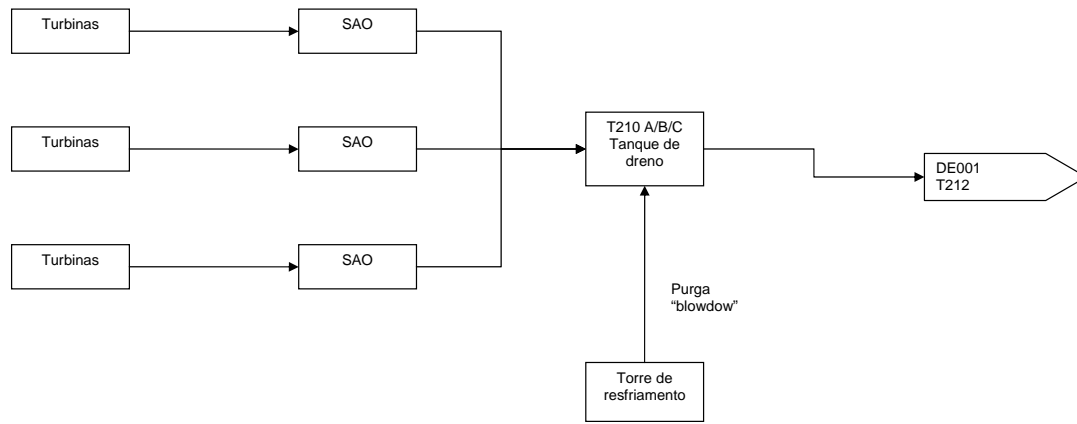 Turbinas
SAO
Turbinas
SAO
T210 A/B/C
Tanque de
dreno
DE001
T212
Turbinas
SAO
Purga
“blowdow”
Torre de
resfriamento